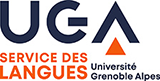 UGA
SERVICE DES
LANGUES
Université
Grenoble Alpes